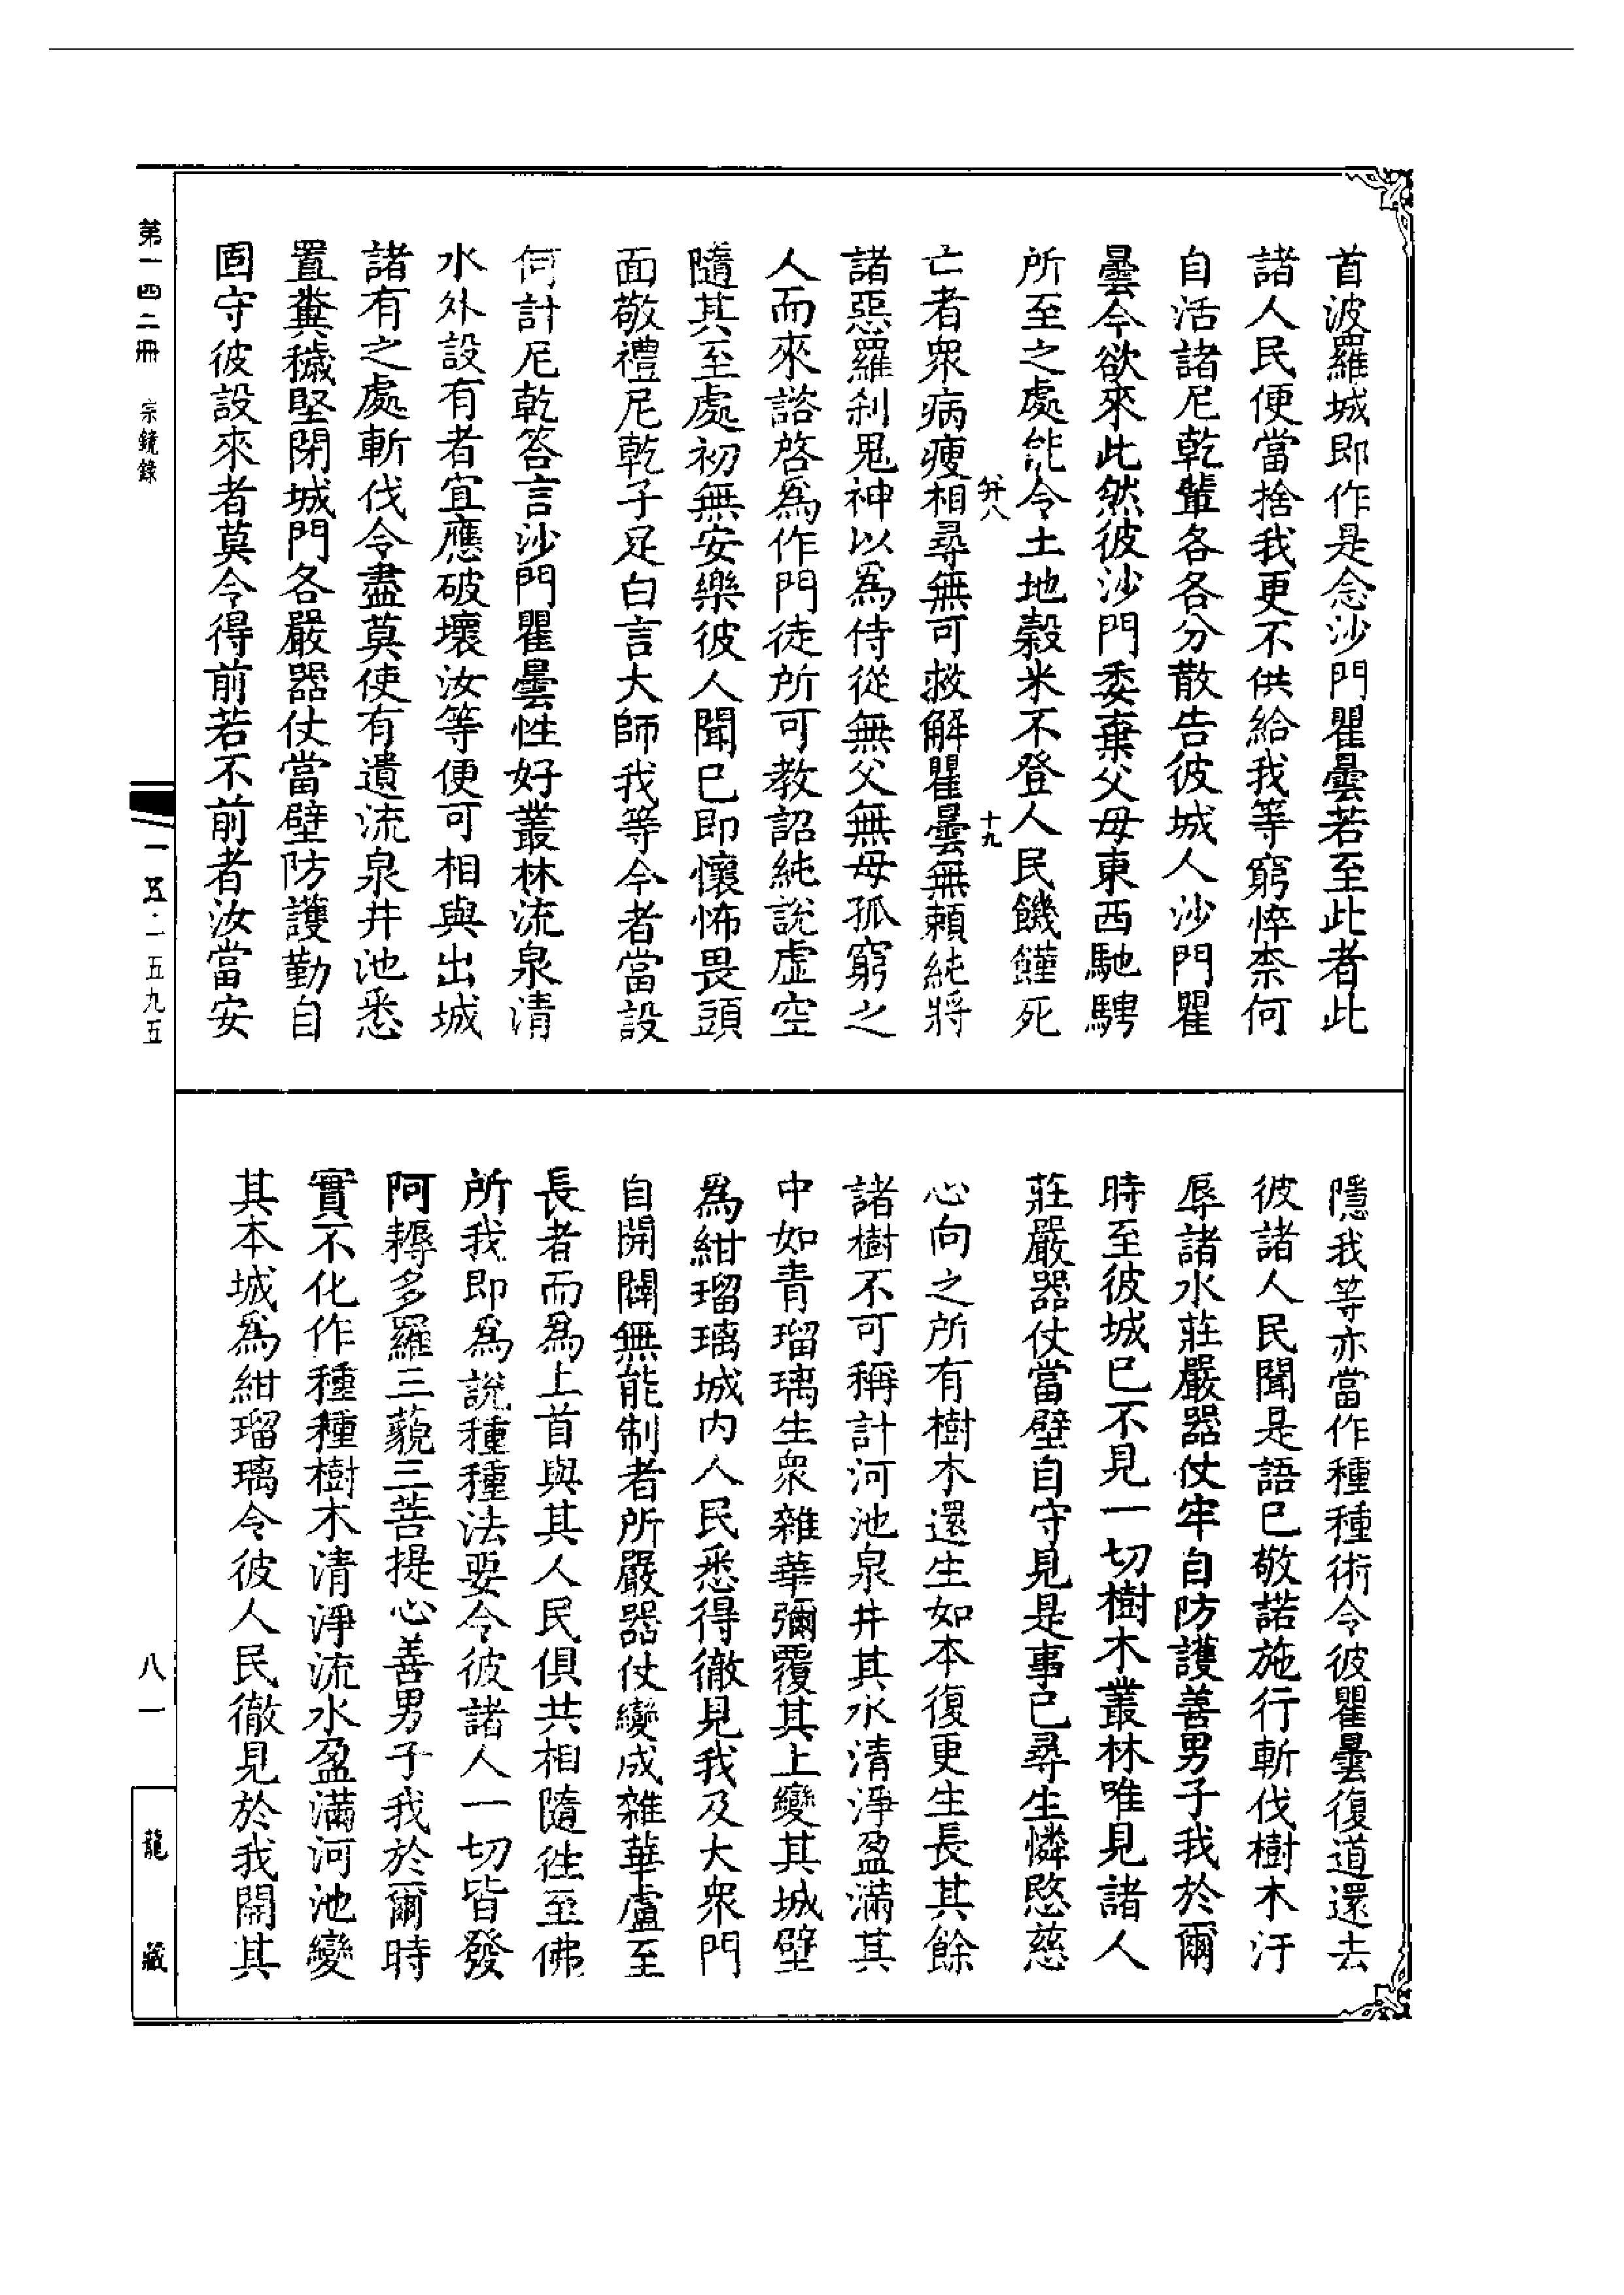 首波羅城即作是念沙門瞿曇若至此者此
諸人民便當捨我更不供給我等窮悴柰何
自活諸尼乾輩各各分散告彼城人沙門瞿
曇今欲來此然彼沙門委棄父母東西馳騁
所至之處能令土地穀米不登人民饑饉死
亡者衆病瘦相尋無可救解瞿曇無賴純將
諸惡羅刹鬼神以爲侍從無父無母孤窮之
人而來諮啓爲作門徒所可教詔純說虛空
隨其至處初無安樂彼人聞已即懷怖畏頭
面敬禮尼乾子足白言大師我等今者當設
何計尼乾答言沙門瞿曇性好叢林流泉清
水外設有者宜應破壞汝等便可相與出城
諸有之處斬伐令盡莫使有遺流泉井池悉
置糞穢堅閉城門各嚴器仗當壁防護勤自
固守彼設來者莫令得前若不前者汝當安
隱我等亦當作種種術令彼瞿曇復道還去
彼諸人民聞是語已敬諾施行斬伐樹木汙
辱諸水莊嚴器仗牢自防護善男子我於爾
時至彼城已不見一切樹木叢林唯見諸人
莊嚴器仗當壁自守見是事已尋生憐愍慈
心向之所有樹木還生如本復更生長其餘
諸樹不可稱計河池泉井其水清淨盈滿其
中如青瑠璃生衆雜華彌覆其上變其城壁
爲紺瑠璃城內人民悉得徹見我及大衆門
自開闢無能制者所嚴器仗變成雜華盧至
長者而爲上首與其人民俱共相隨徃至佛
所我即爲說種種法要令彼諸人一切皆發
阿耨多羅三藐三菩提心善男子我於爾時
實不化作種種樹木清淨流水盈滿河池變
其本城爲紺瑠璃令彼人民徹見於我開其
弁八
十九
第一四二冊 宗鏡錄
一五·一五九五
八一
龍藏